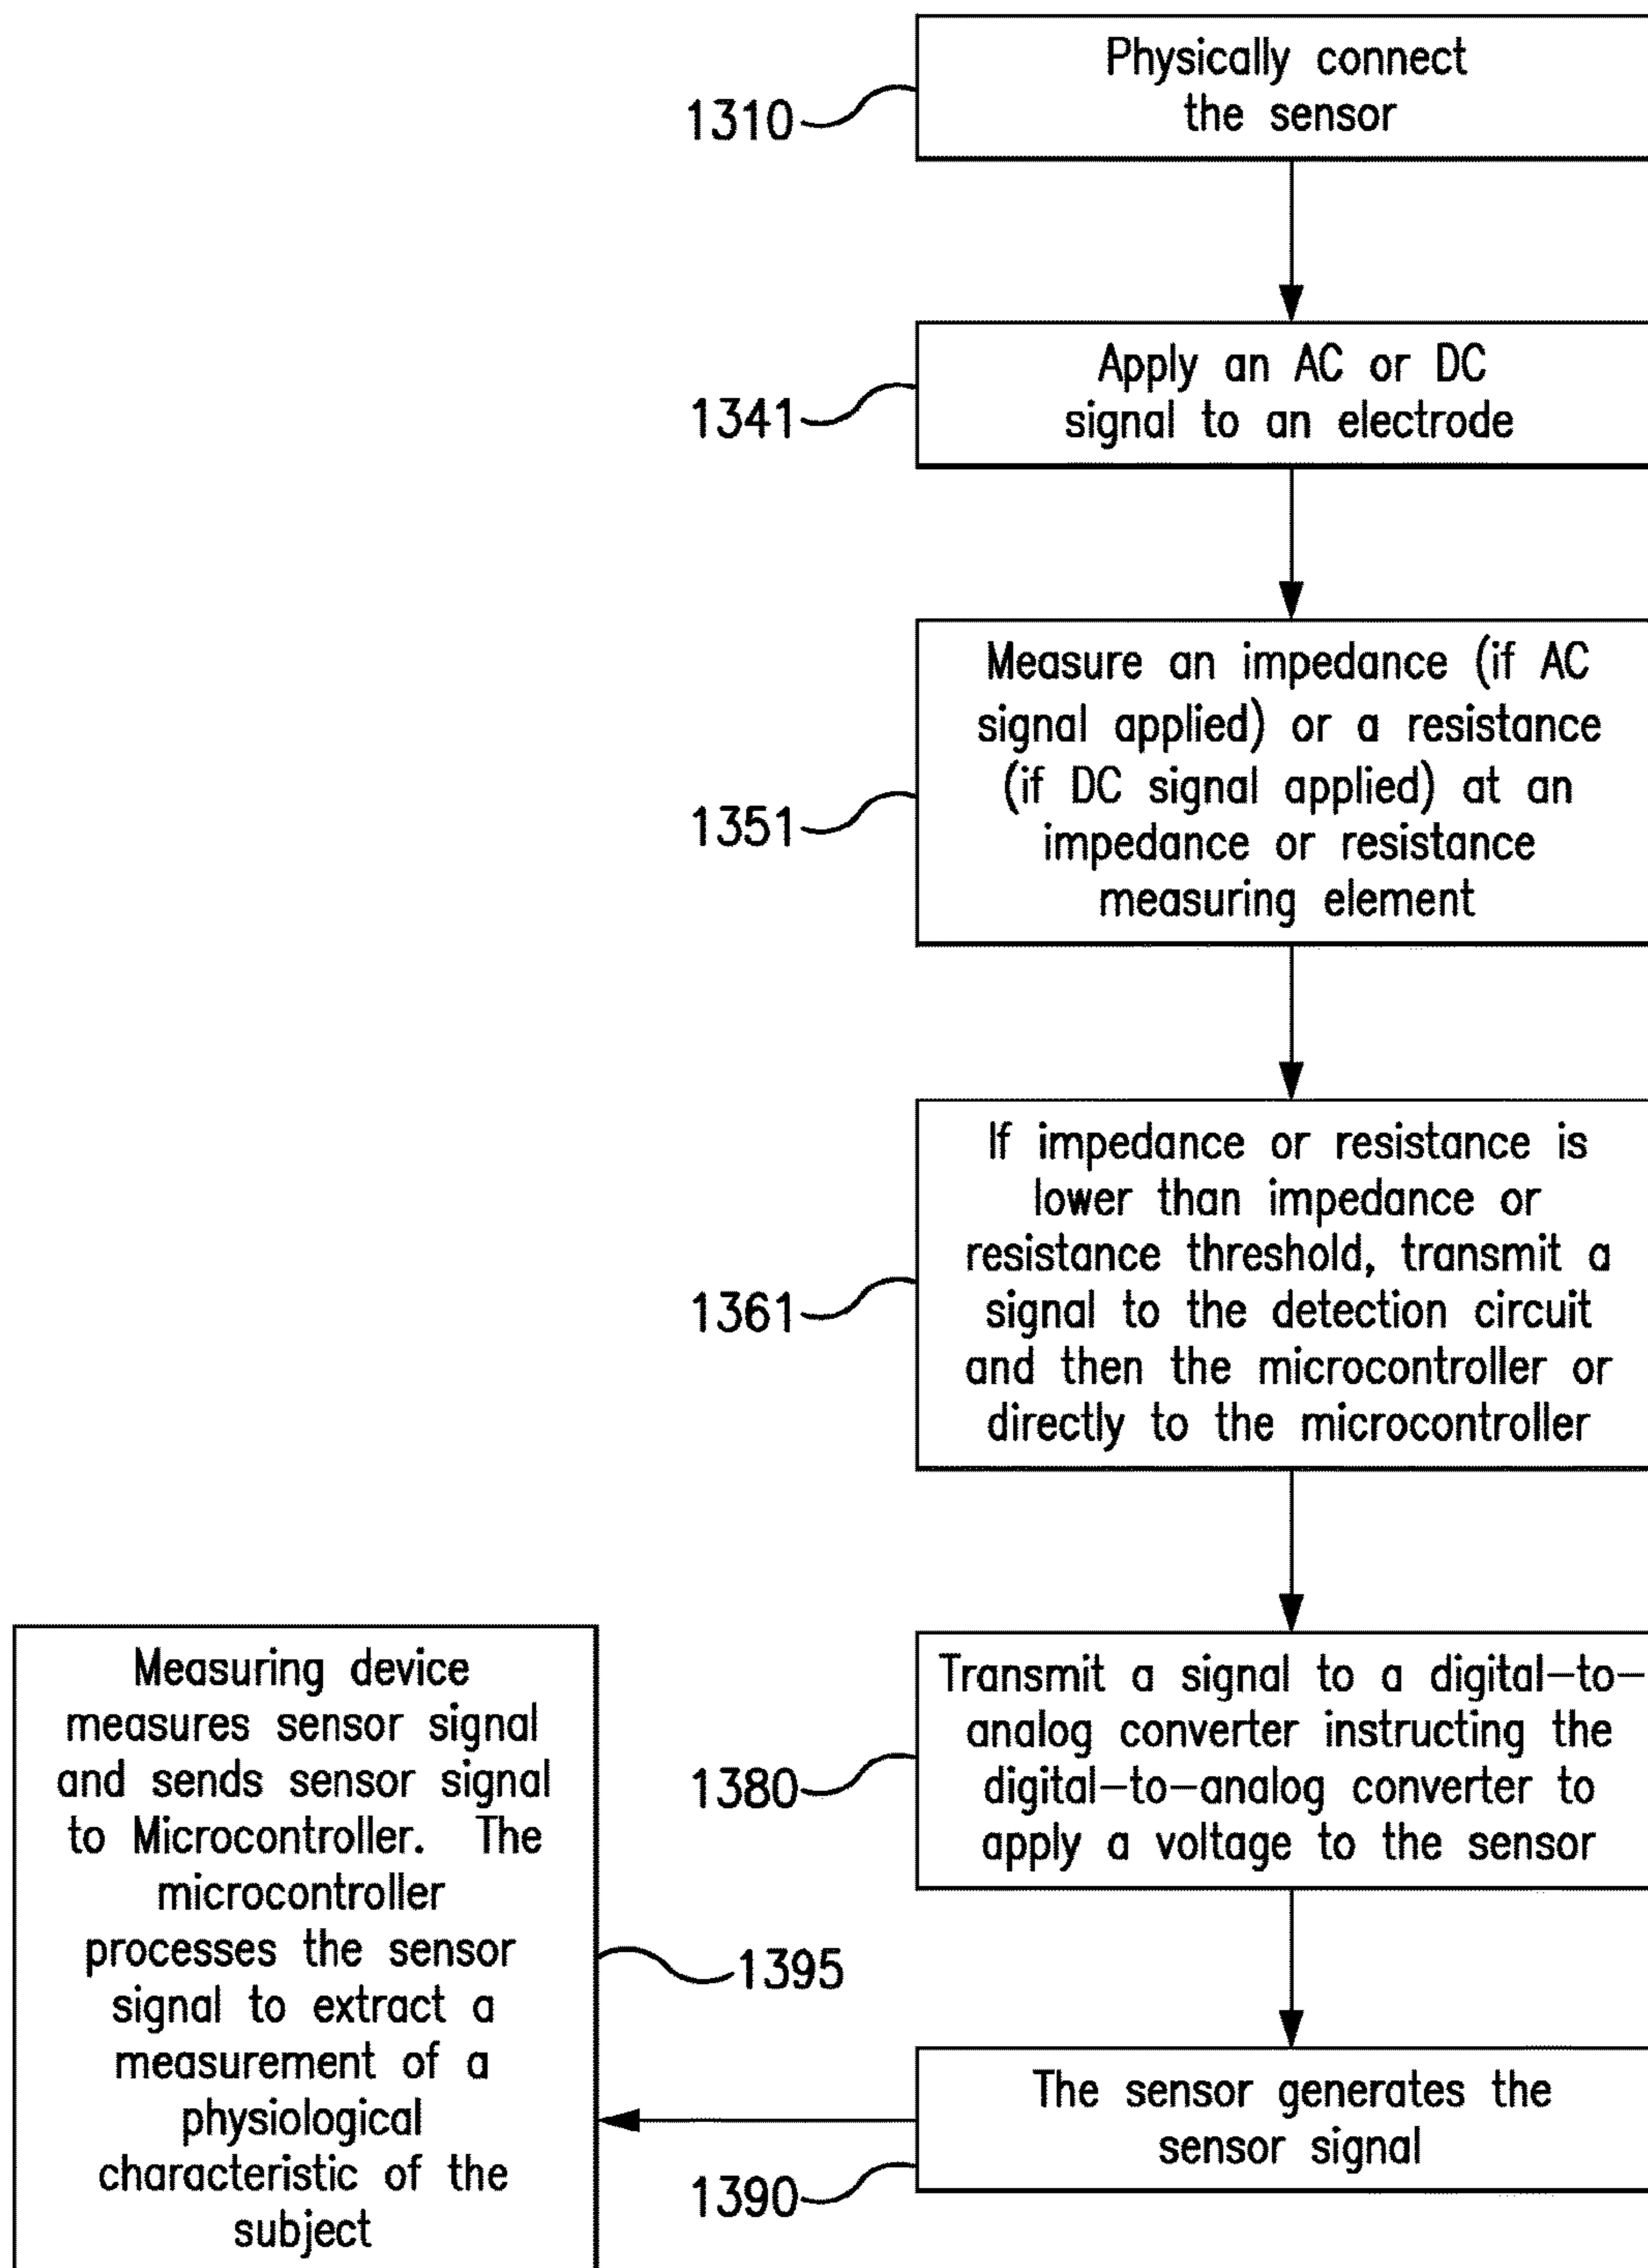 Physically connect
the sensor
1310
Apply an AC or DC
signal to an electrode
1341
Measure an impedance (if AC
signal applied) or a resistance
(if DC signal applied) at an
impedance or resistance
measuring element
1351
If impedance or resistance is
lower than impedance or
resistance threshold, transmit a
signal to the detection circuit
and then the microcontroller or
directly to the microcontroller
1361
Transmit a signal to a digital-to-
analog converter instructing the
digital-to-analog converter to
apply a voltage to the sensor
1380
The sensor generates the
sensor signal
1390
Measuring device
measures sensor signal
and sends sensor signal
to Microcontroller. The
microcontroller
processes the sensor
signal to extract a
measurement of a
physiological
characteristic of the
subject
1395